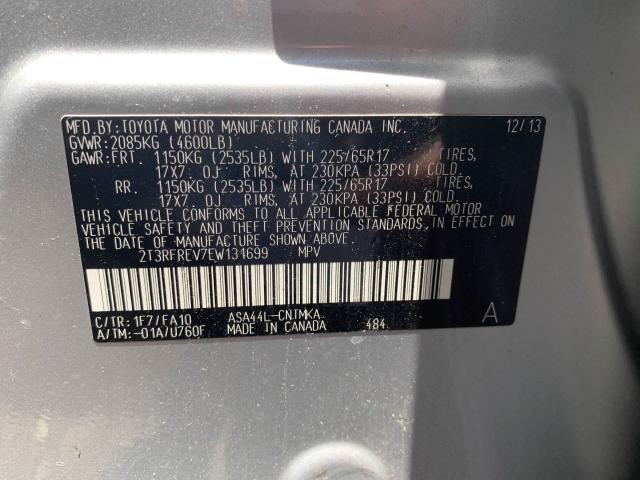 MFD.BY:TOYOTA MOTOR MANUFACTURING CANADA INC. 12/13
GVWR:2085KG (4600LB)
GAWR:FRT. 1150KG (2535LB) WITH 225/65R17 TIRES,
17X7. 0J RIMS, AT 230KPA (33PSI) COLD.
RR. 1150KG (2535LB) WITH 225/65R17 TIRES,
17X7. 0J RIMS, AT 230KPA (33PSI) COLD.
THIS VEHICLE CONFORMS TO ALL APPLICABLE FEDERAL MOTOR
VEHICLE SAFETY AND THEFT PREVENTION STANDARDS IN EFFECT ON
THE DATE OF MANUFACTURE SHOWN ABOVE.
2T3RFREV7EW134699 MPV
C/TR: 1F7/FA10 ASA44L-CNTMKA
A/TM:-01A/U760F MADE IN CANADA 484 A